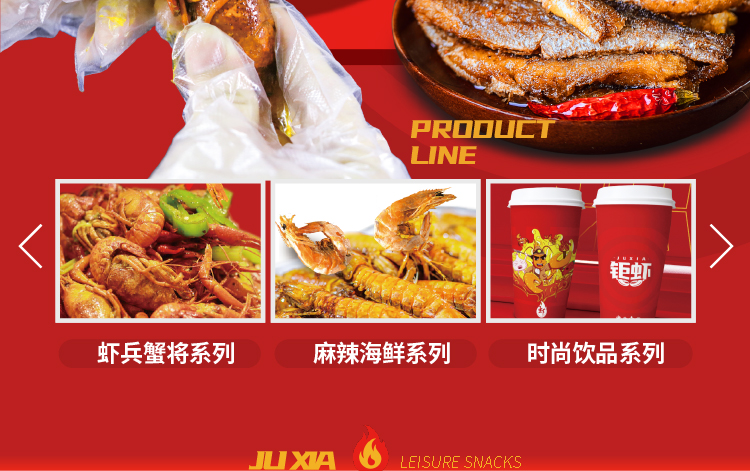 PRODUCT
LINE
JUXIA
钜虾
虾兵蟹将系列
麻辣海鲜系列
时尚饮品系列
JU XIA
LEISURE SNACKS